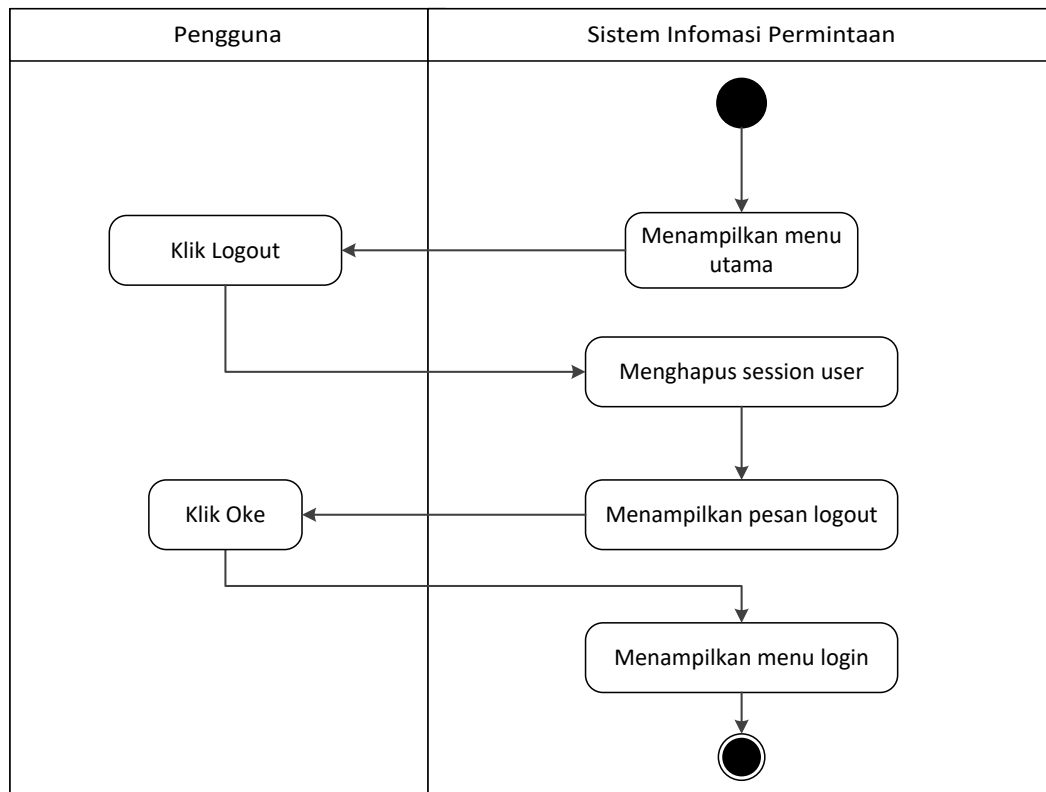 Pengguna
Sistem Infomasi Permintaan
Menampilkan menu
utama
Klik Logout
Menghapus session user
Klik Oke
Menampilkan pesan logout
Menampilkan menu login